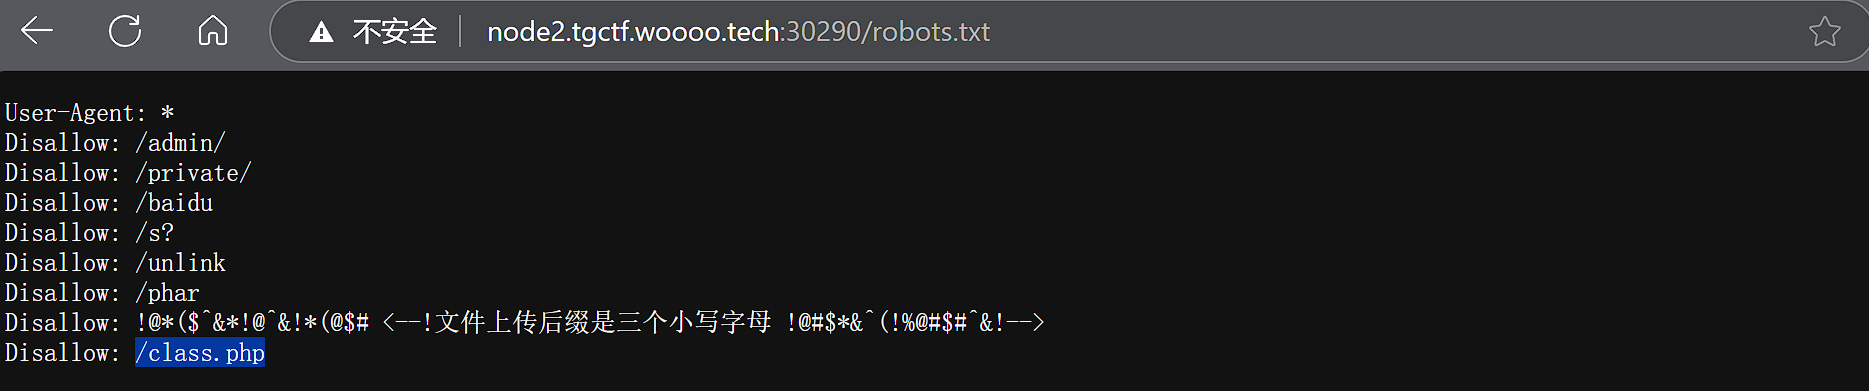 不安全 node2.tgctf.woooo.tech:30290/robots.txt
User-Agent: *
Disallow: /admin/
Disallow: /private/
Disallow: /baidu
Disallow: /s?
Disallow: /unlink
Disallow: /phar
Disallow: !@*($^&*!@^&!*(@$# <--!文件上传后缀是三个小写字母 !@#$*&^(!%@#$#^&!-->
Disallow: /class.php